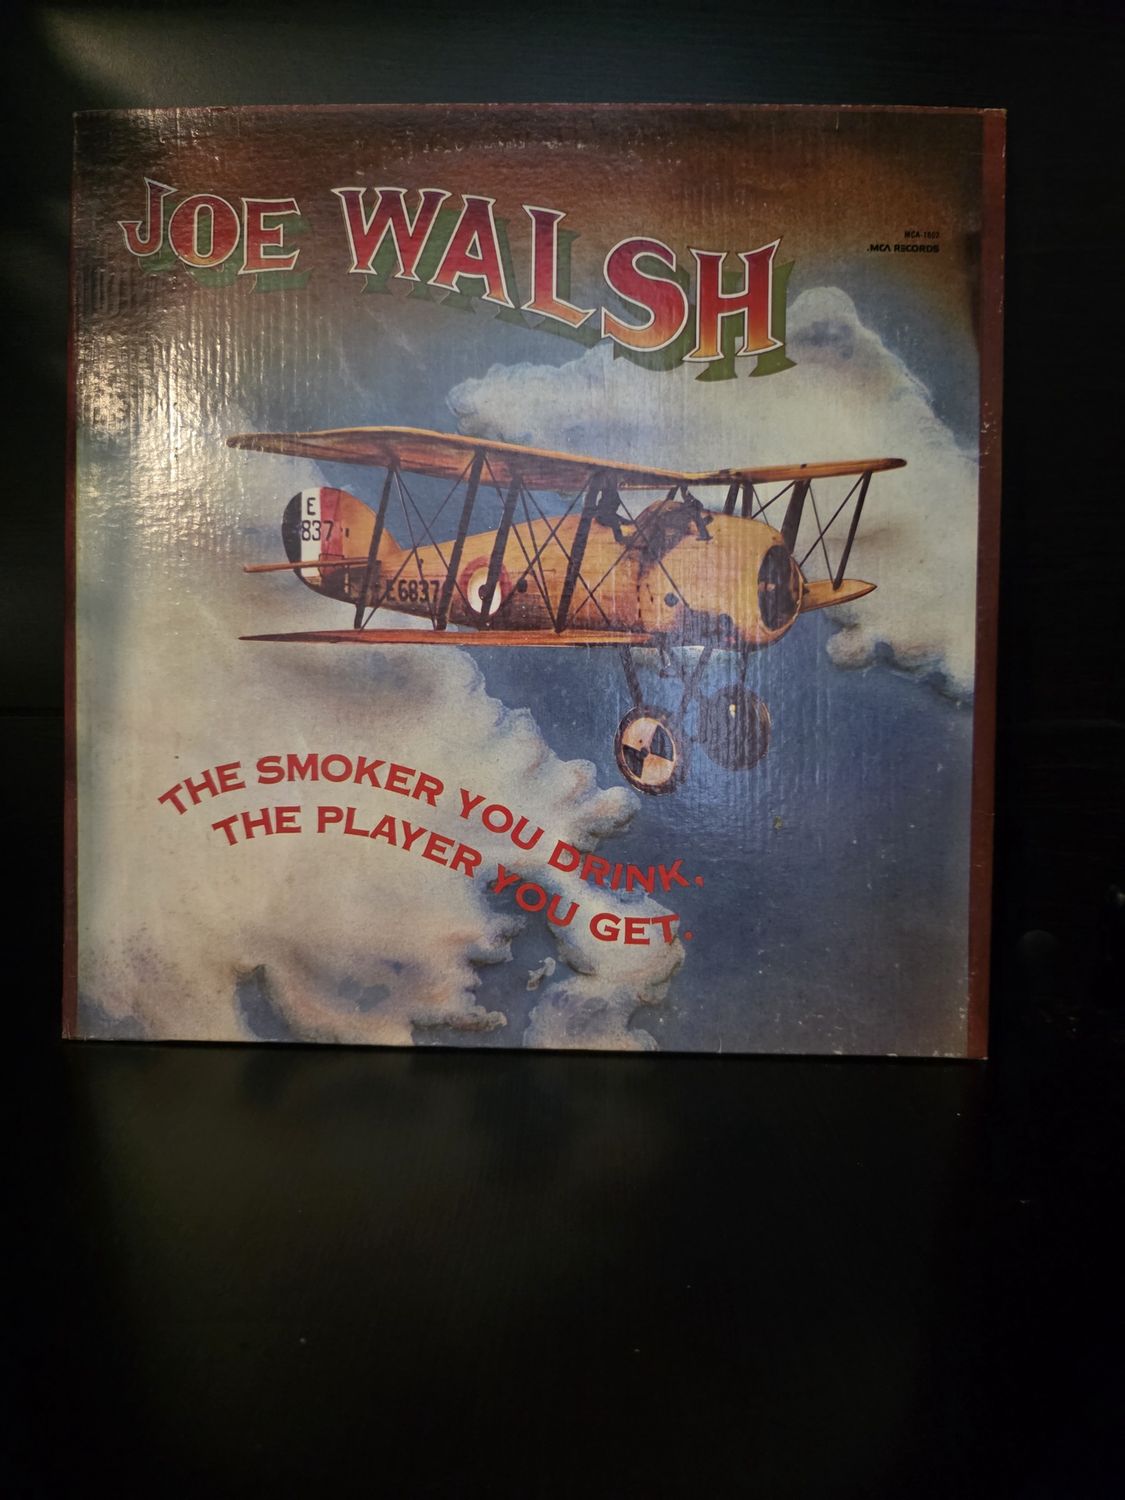 JOE WALSH
.MCA RECORDS
E
837
E6837
THE SMOKER YOU DRINK,
THE PLAYER YOU GET.